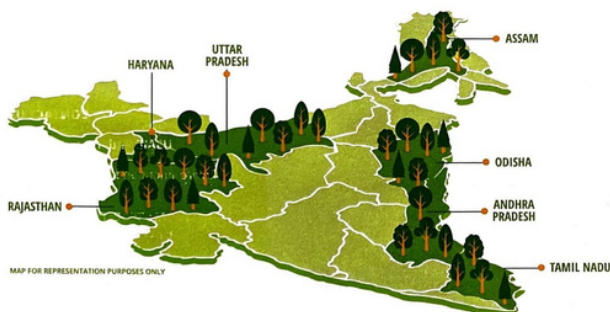 ASSAM
UTTAR
PRADESH
HARYANA
ODISHA
RAJASTHAN
ANDHRA
PRADESH
TAMIL NADU
MAP FOR REPRESENTATION PURPOSES ONLY